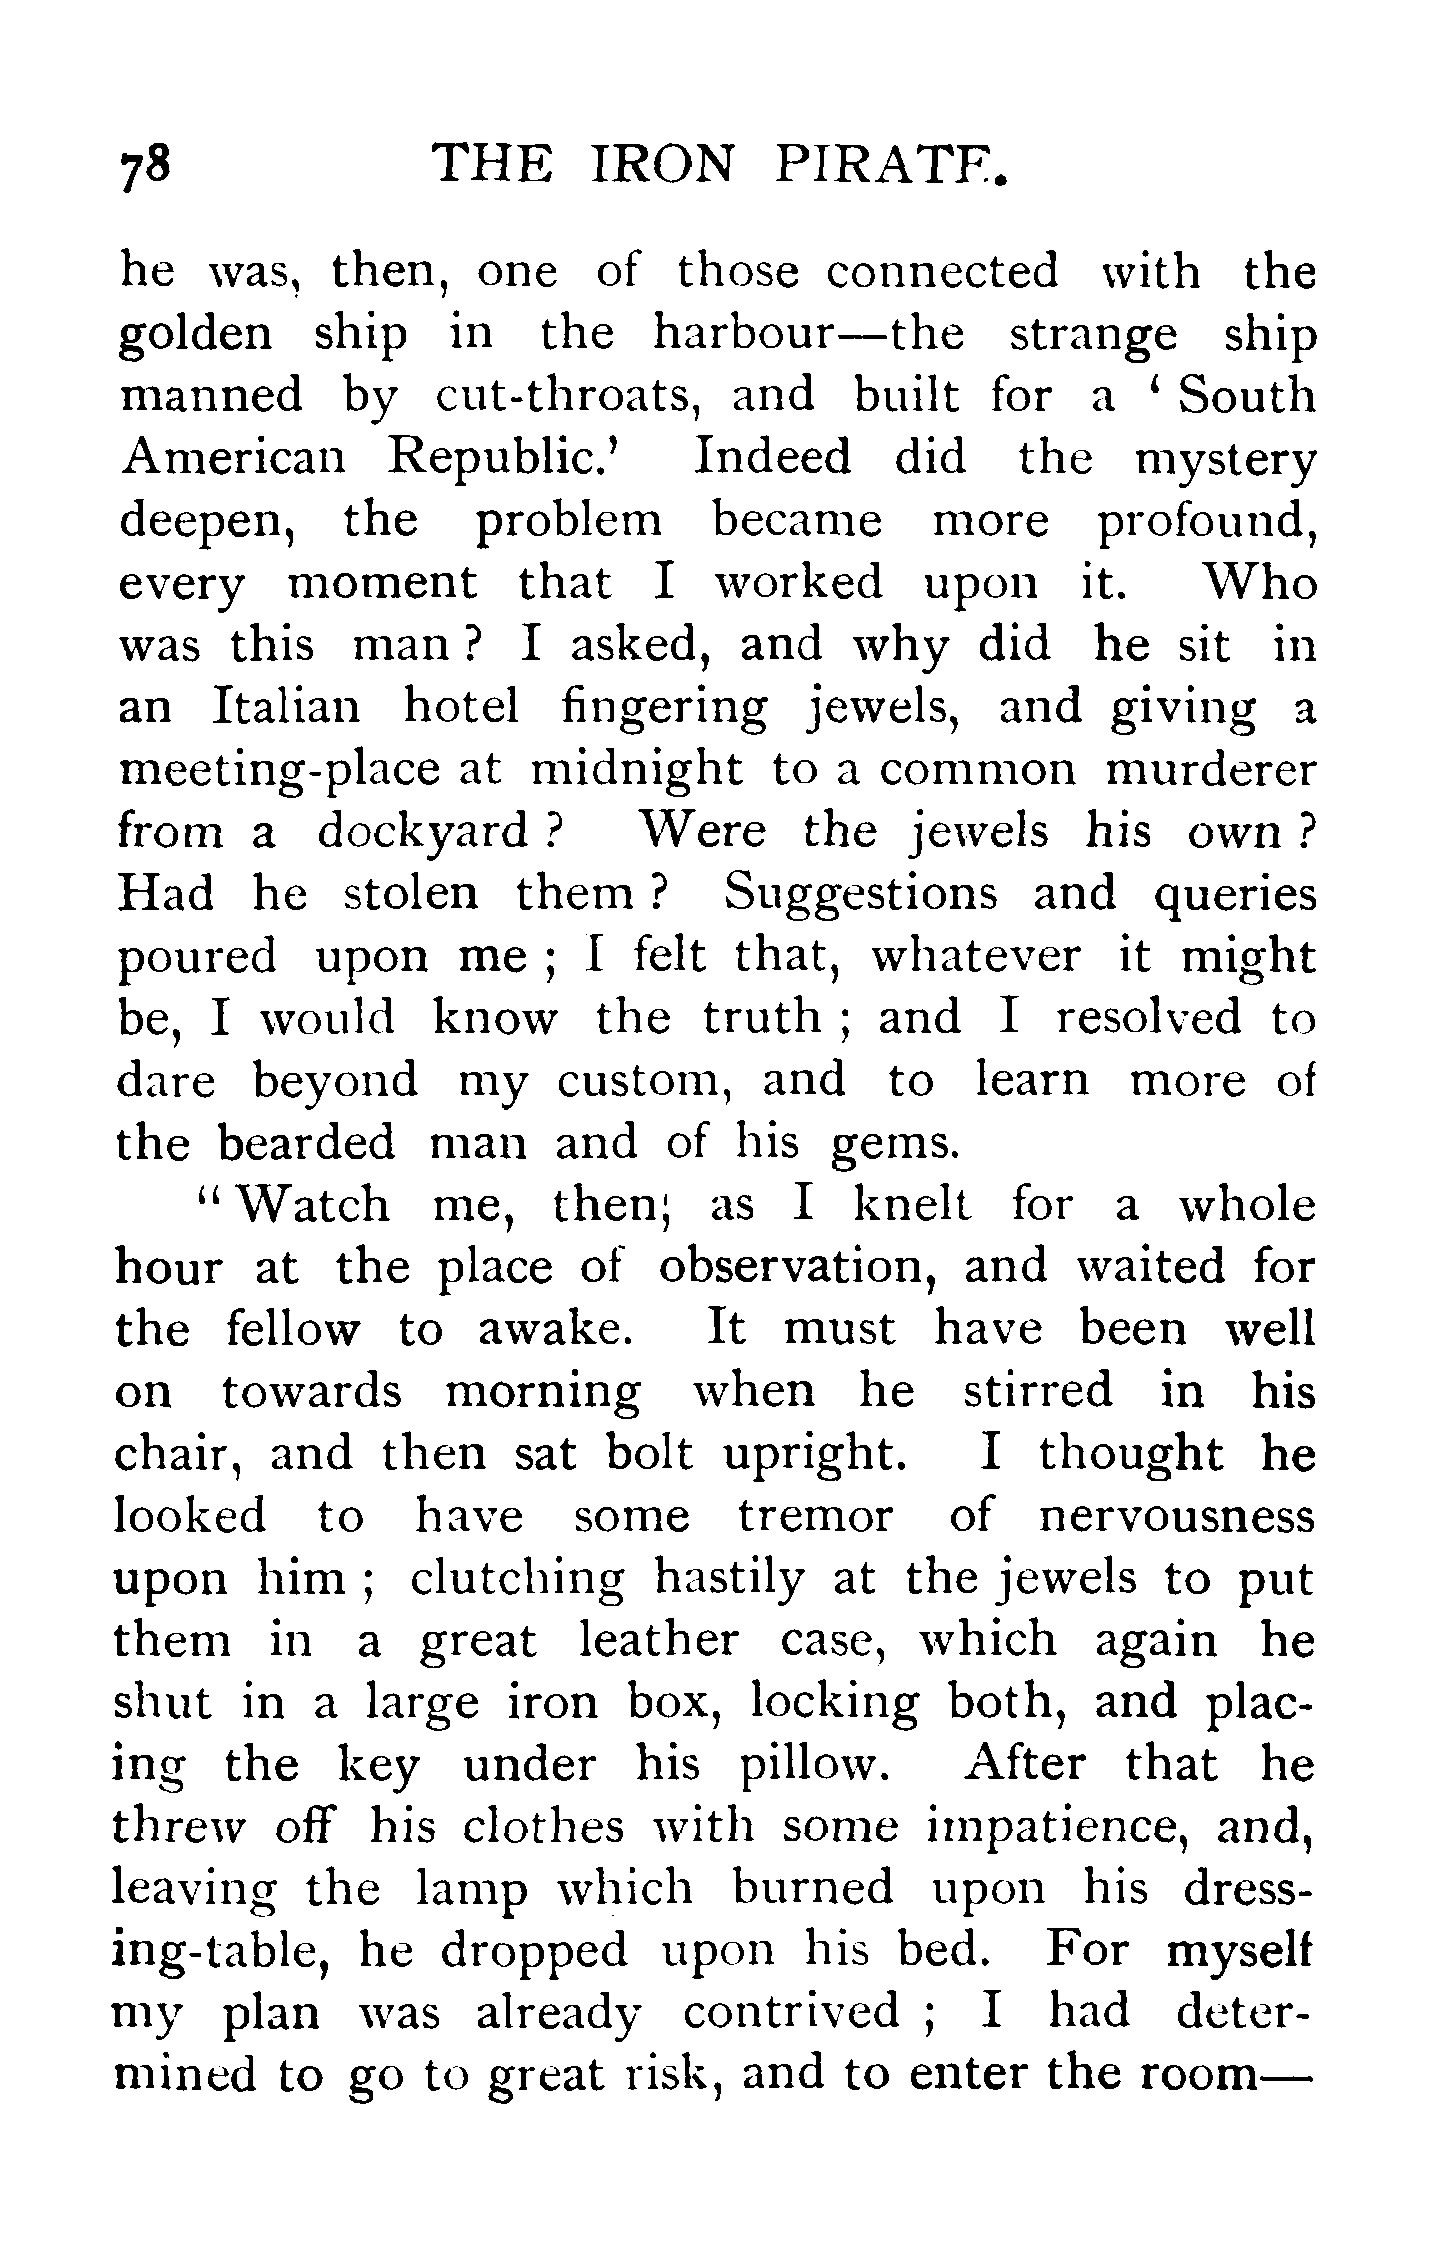 78 THE IRON PIRATE.
he was, then, one of those connected with the
golden ship in the harbour—the strange ship
manned by cut-throats, and built for a ‘ South
American Republic.’ Indeed did the mystery
deepen, the problem became more profound,
every moment that I worked upon it. Who
was this man ? I asked, and why did he sit in
an Italian hotel fingering jewels, and giving a
meeting-place at midnight to a common murderer
from a dockyard ? Were the jewels his own ?
Had he stolen them ? Suggestions and queries
poured upon me ; I felt that, whatever it might
be, I would know the truth ; and I resolved to
dare beyond my custom, and to learn more of
the bearded man and of his gems.
“ Watch me, then; as I knelt for a whole
hour at the place of observation, and waited for
the fellow to awake. It must have been well
on towards morning when he stirred in his
chair, and then sat bolt upright. I thought he
looked to have some tremor of nervousness
upon him ; clutching hastily at the jewels to put
them in a great leather case, which again he
shut in a large iron box, locking both, and plac-
ing the key under his pillow. After that he
threw off his clothes with some impatience, and,
leaving the lamp which burned upon his dress-
ing-table, he dropped upon his bed. For myself
my plan was already contrived ; I had deter-
mined to go to great risk, and to enter the room—